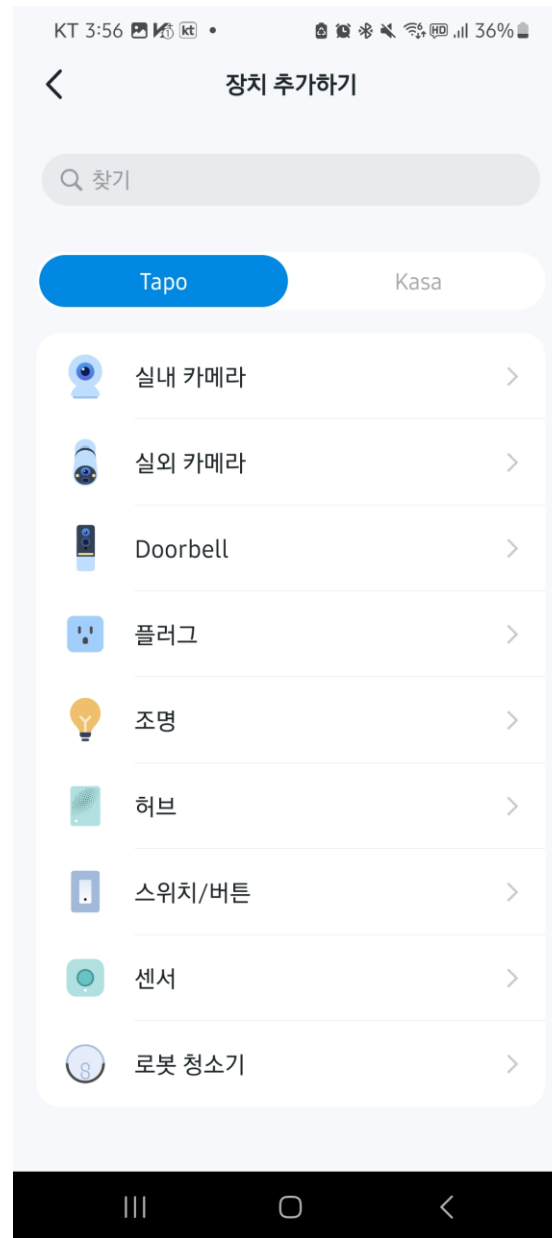 KT 3:56 kt • HD 36%
장치 추가하기
찾기
Tapo Kasa
실내 카메라
실외 카메라
Doorbell
플러그
조명
허브
스위치/버튼
센서
로봇 청소기